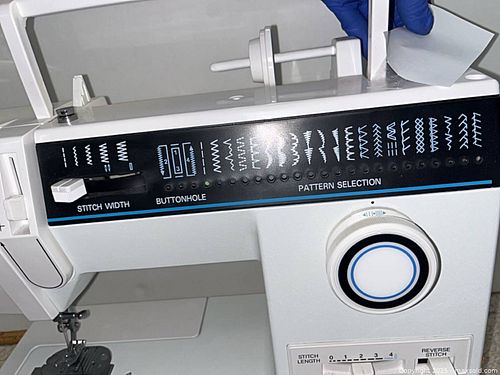 STITCH WIDTH
BUTTONHOLE
PATTERN SELECTION
STITCH
LENGTH
0 1 2 3 4
REVERSE
STITCH